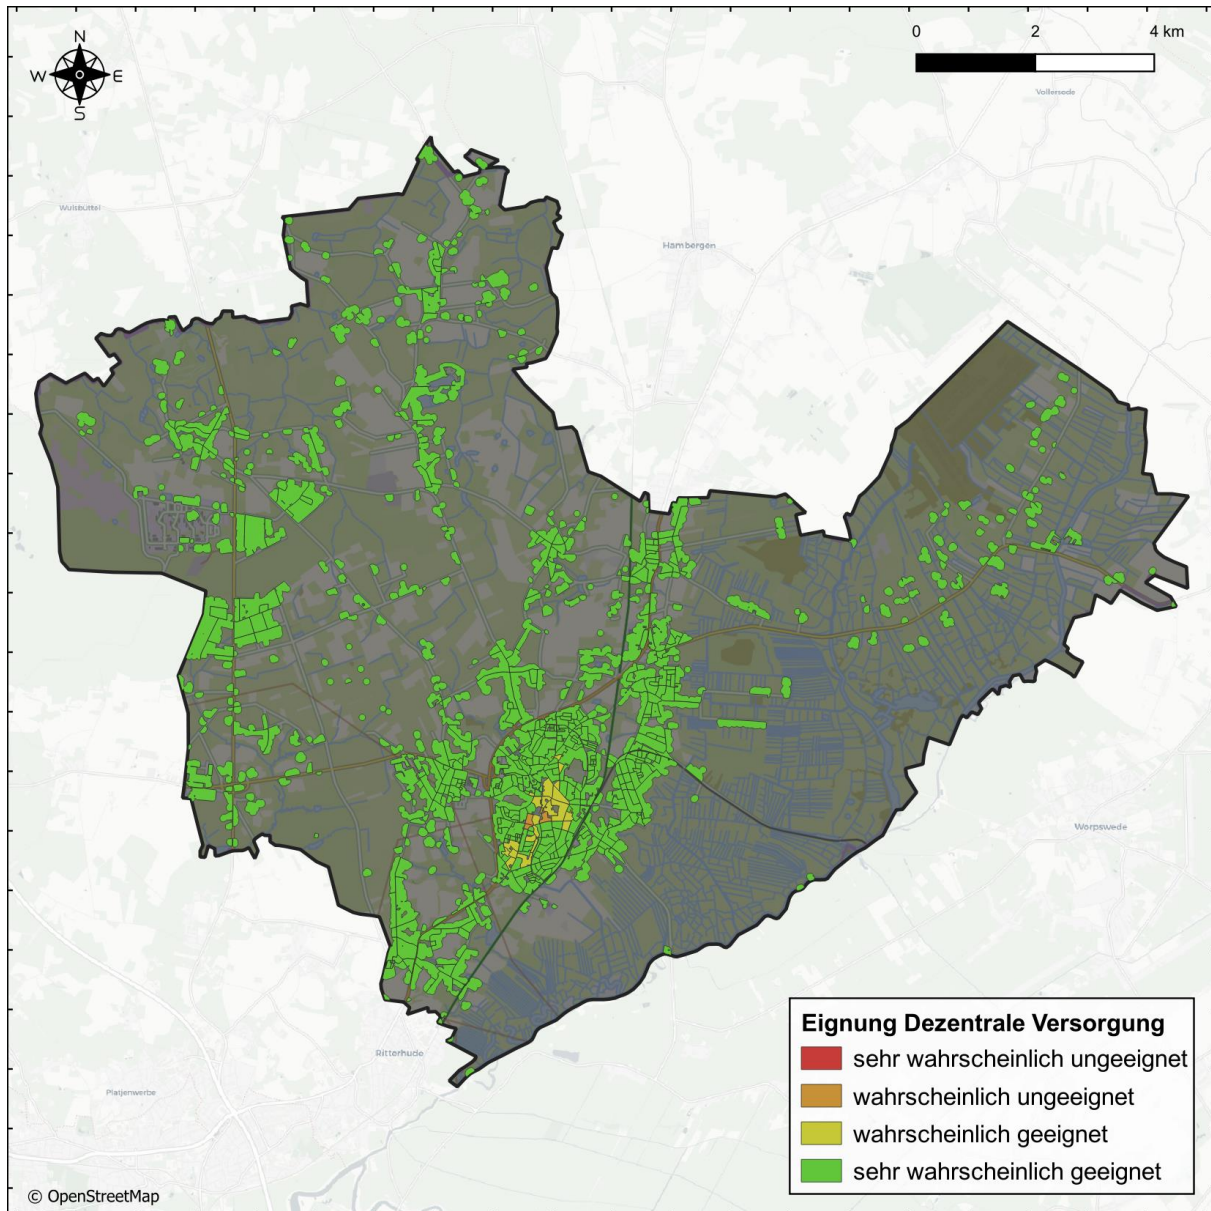 N
W E
S
0 2 4 km
Vollersode
Wulsbüttel
Hambergen
Worpswede
Ritterhude
Platjenwerbe
Eignung Dezentrale Versorgung
sehr wahrscheinlich ungeeignet
wahrscheinlich ungeeignet
wahrscheinlich geeignet
sehr wahrscheinlich geeignet
© OpenStreetMap